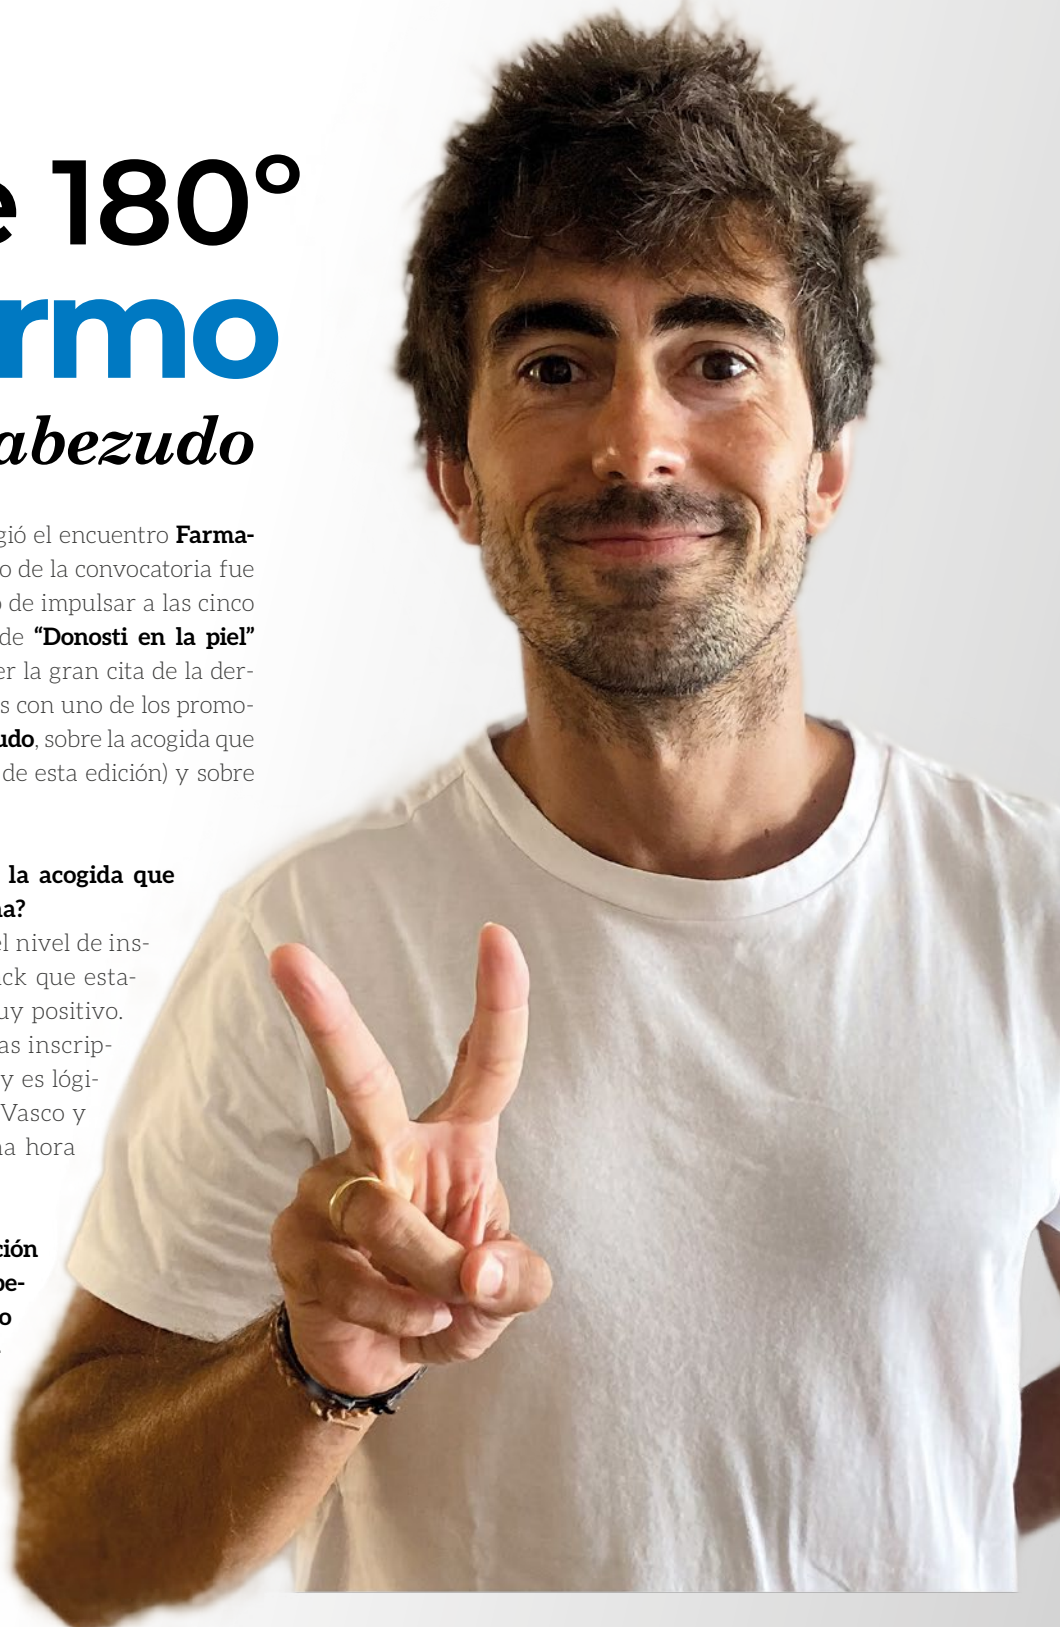 e 180º
rmo
abezudo
gió el encuentro Farma-
o de la convocatoria fue
o de impulsar a las cinco
de “Donosti en la piel”
er la gran cita de la der-
s con uno de los promo-
udo, sobre la acogida que
de esta edición) y sobre
la acogida que
na?
el nivel de ins-
ck que esta-
uy positivo.
as inscrip-
y es lógi-
Vasco y
na hora
ción
pe-
o